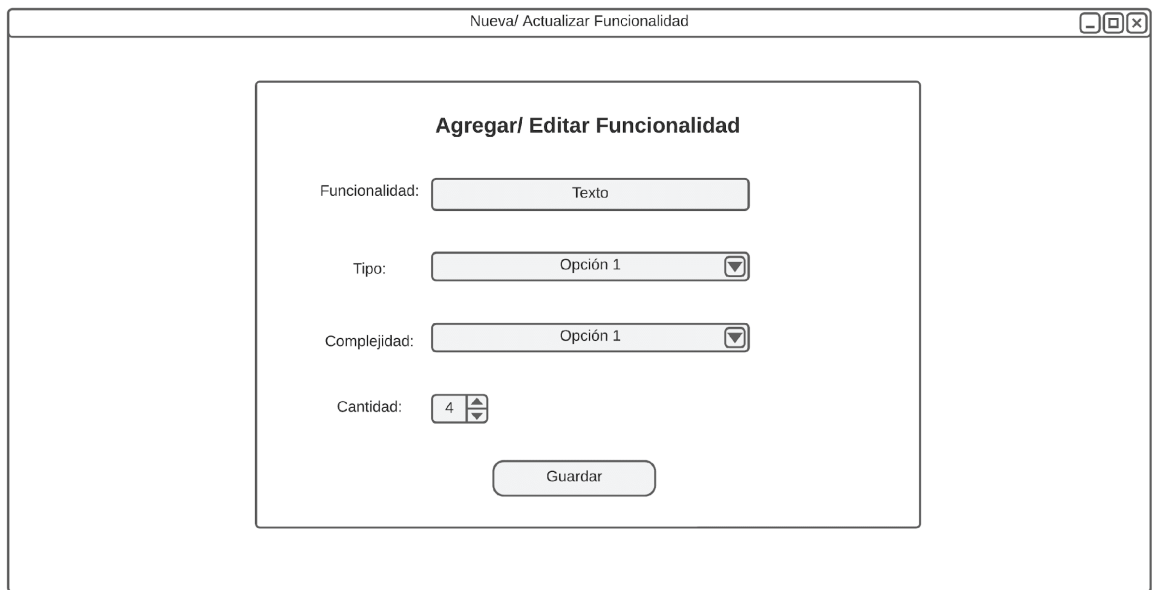 Nueva/ Actualizar Funcionalidad
Agregar/ Editar Funcionalidad
Funcionalidad: Texto
Tipo: Opción 1
Complejidad: Opción 1
Cantidad: 4
Guardar